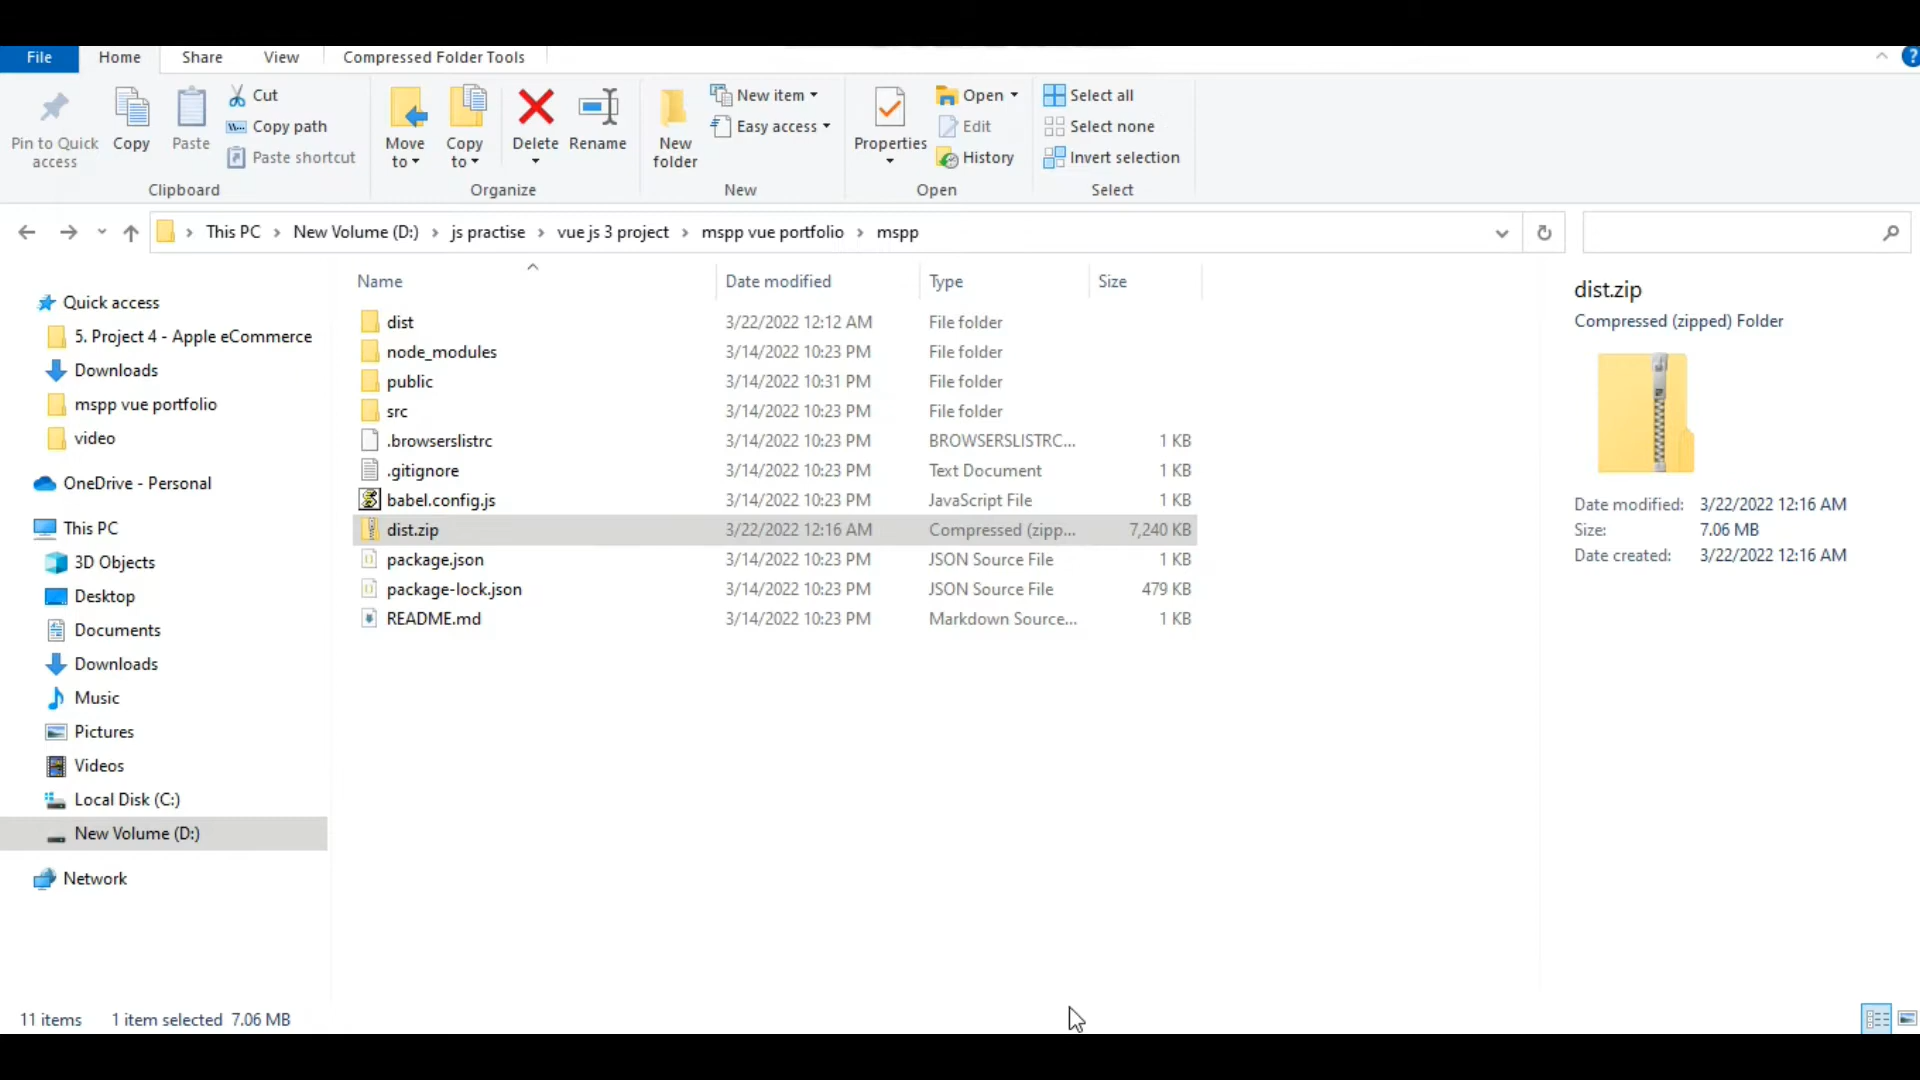 File Home Share View Compressed Folder Tools
Pin to Quick access
Copy
Paste
Cut
Copy path
Paste shortcut
Clipboard
Move to
Copy to
Delete
Rename
Organize
New folder
New item
Easy access
New
Properties
Open
Edit
History
Open
Select all
Select none
Invert selection
Select
This PC > New Volume (D:) > js practise > vue js 3 project > mspp vue portfolio > mspp
Quick access
5. Project 4 - Apple eCommerce
Downloads
mspp vue portfolio
video
OneDrive - Personal
This PC
3D Objects
Desktop
Documents
Downloads
Music
Pictures
Videos
Local Disk (C:)
New Volume (D:)
Network
Name Date modified Type Size
dist 3/22/2022 12:12 AM File folder
node_modules 3/14/2022 10:23 PM File folder
public 3/14/2022 10:31 PM File folder
src 3/14/2022 10:23 PM File folder
.browserslistrc 3/14/2022 10:23 PM BROWSERSLISTRC... 1 KB
.gitignore 3/14/2022 10:23 PM Text Document 1 KB
babel.config.js 3/14/2022 10:23 PM JavaScript File 1 KB
dist.zip 3/22/2022 12:16 AM Compressed (zipp... 7,240 KB
package.json 3/14/2022 10:23 PM JSON Source File 1 KB
package-lock.json 3/14/2022 10:23 PM JSON Source File 479 KB
README.md 3/14/2022 10:23 PM Markdown Source... 1 KB
dist.zip
Compressed (zipped) Folder
Date modified: 3/22/2022 12:16 AM
Size: 7.06 MB
Date created: 3/22/2022 12:16 AM
11 items 1 item selected 7.06 MB